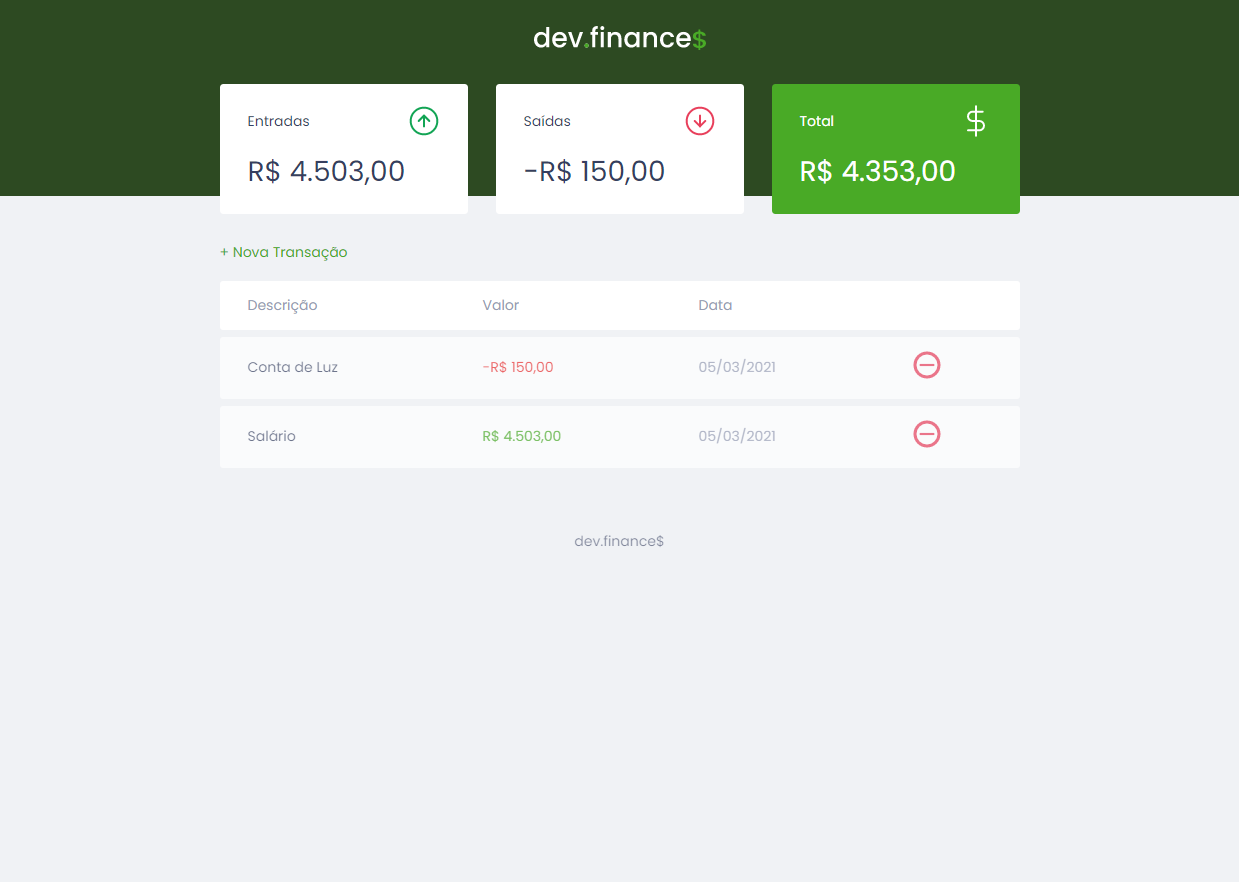 dev.finance$
Entradas
R$ 4.503,00
Saídas
-R$ 150,00
Total
$
R$ 4.353,00
+ Nova Transação
Descrição Valor Data
Conta de Luz -R$ 150,00 05/03/2021
Salário R$ 4.503,00 05/03/2021
dev.finance$